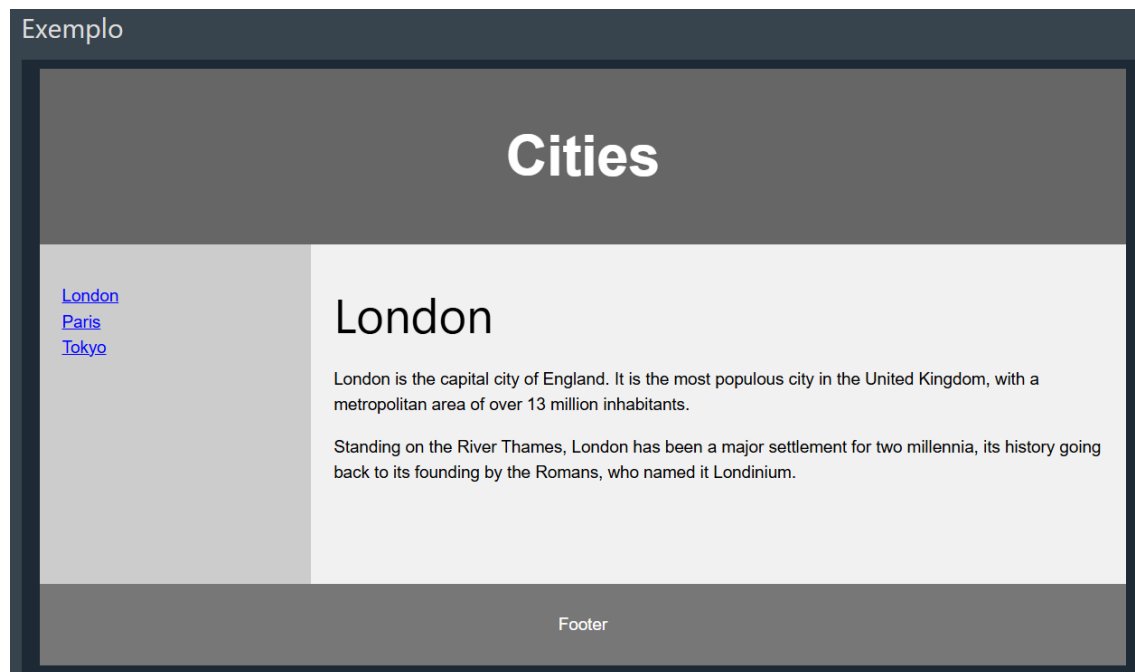 Exemplo
Cities
London
Paris
Tokyo
London
London is the capital city of England. It is the most populous city in the United Kingdom, with a
metropolitan area of over 13 million inhabitants.
Standing on the River Thames, London has been a major settlement for two millennia, its history going
back to its founding by the Romans, who named it Londinium.
Footer